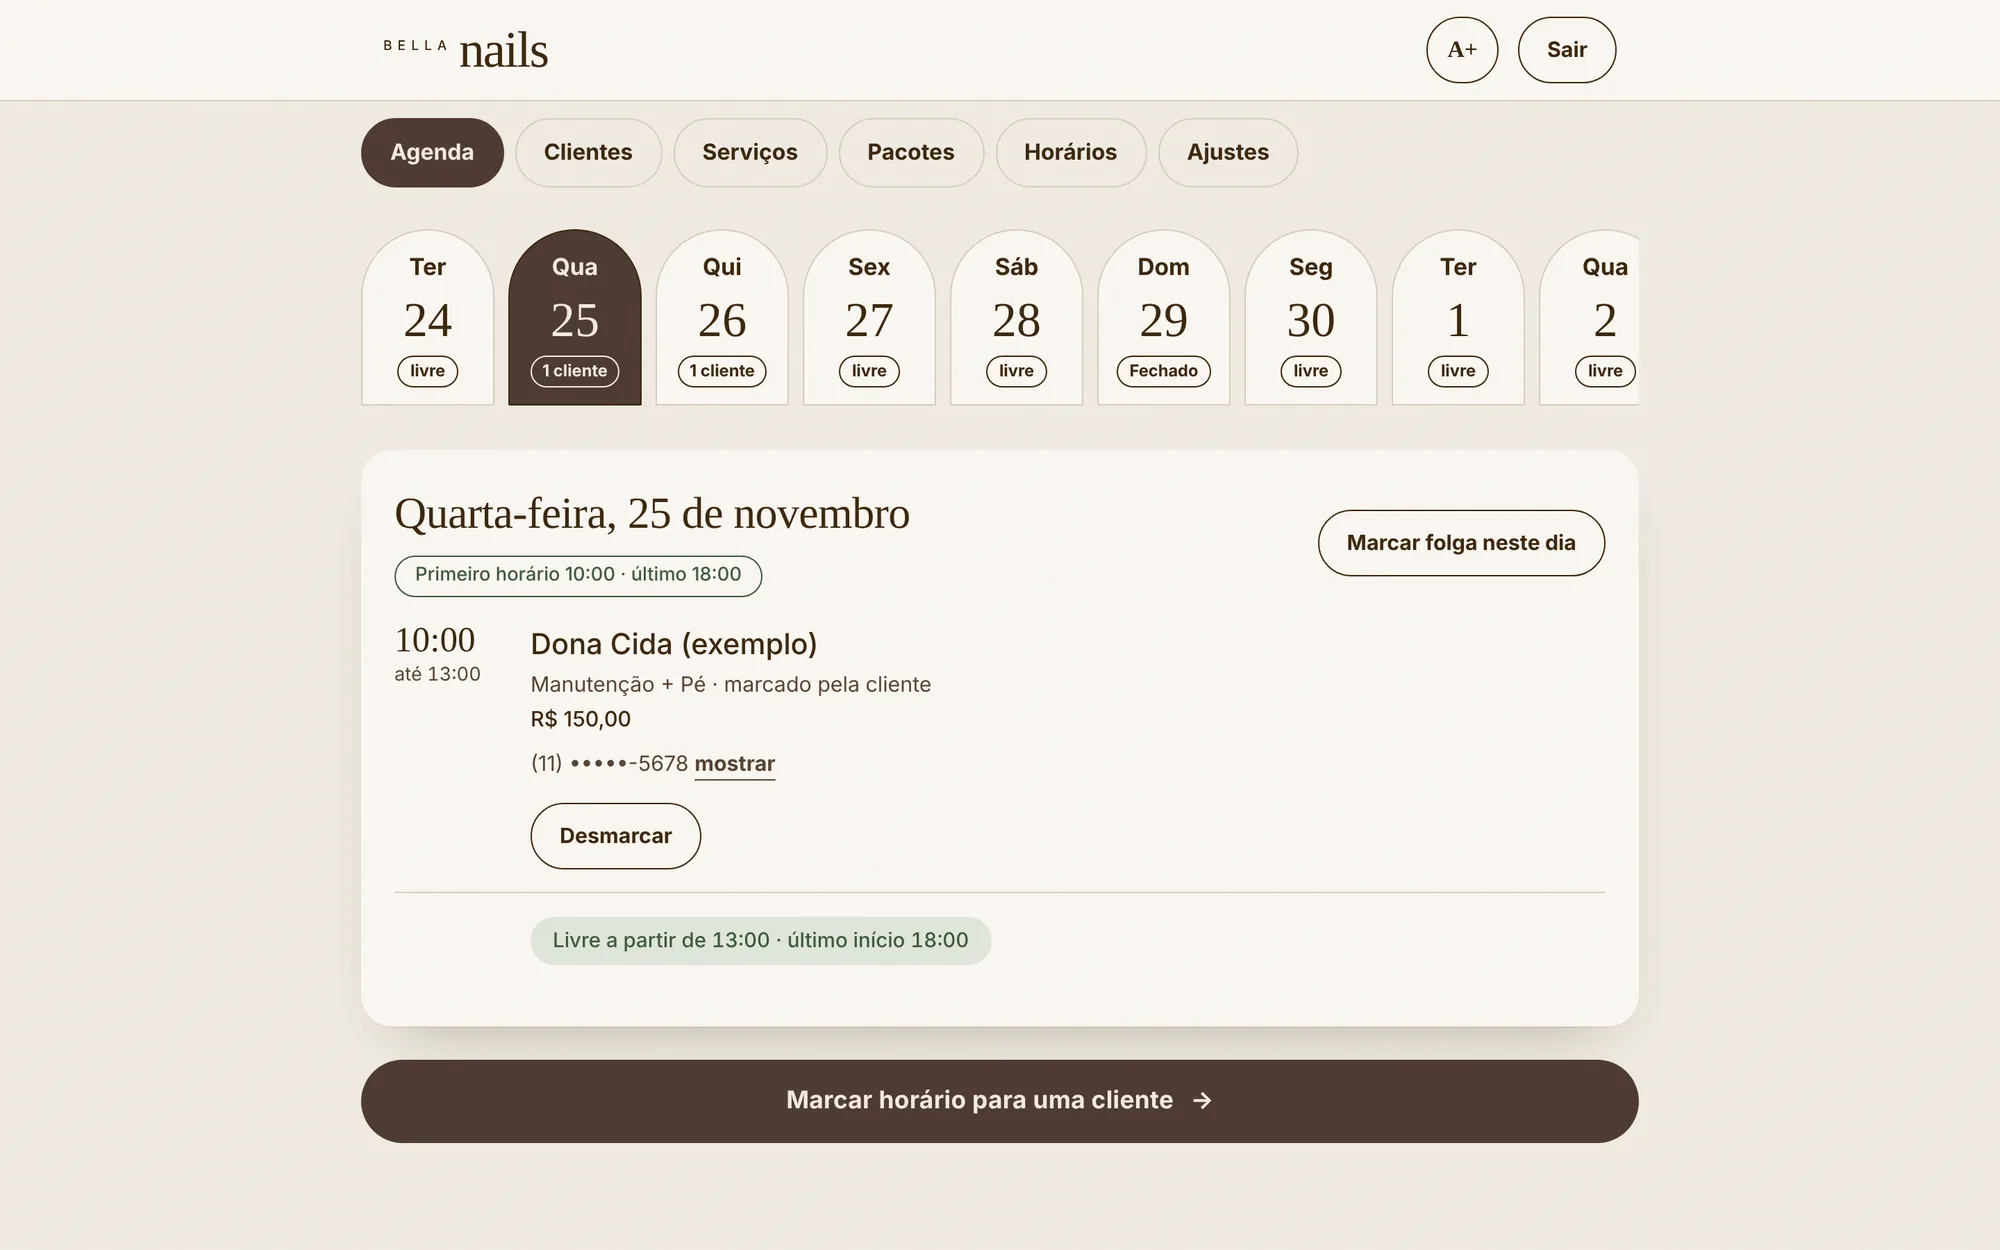 BELLA nails
A+
Sair
Agenda
Clientes
Serviços
Pacotes
Horários
Ajustes
Ter
24
livre
Qua
25
1 cliente
Qui
26
1 cliente
Sex
27
livre
Sáb
28
livre
Dom
29
Fechado
Seg
30
livre
Ter
1
livre
Qua
2
livre
Quarta-feira, 25 de novembro
Primeiro horário 10:00 · último 18:00
Marcar folga neste dia
10:00
até 13:00
Dona Cida (exemplo)
Manutenção + Pé · marcado pela cliente
R$ 150,00
(11) •••••-5678 mostrar
Desmarcar
Livre a partir de 13:00 · último início 18:00
Marcar horário para uma cliente →